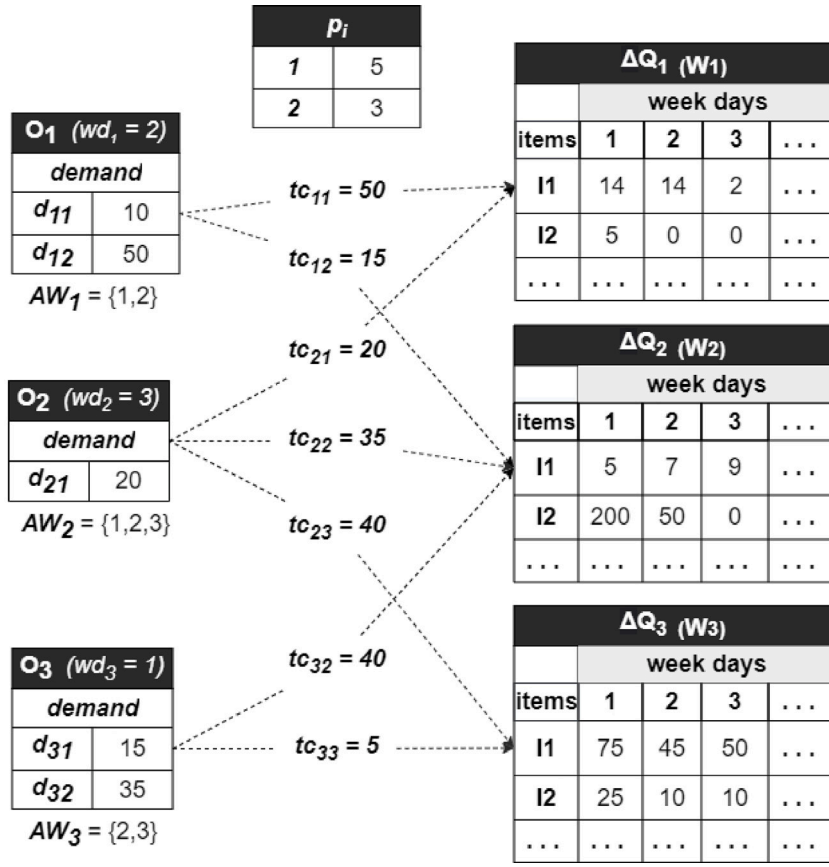 p_i
1 5
2 3
O₁ (wd₁ = 2)
demand
d₁₁ 10
d₁₂ 50
AW₁ = {1,2}
O₂ (wd₂ = 3)
demand
d₂₁ 20
AW₂ = {1,2,3}
O₃ (wd₃ = 1)
demand
d₃₁ 15
d₃₂ 35
AW₃ = {2,3}
tc₁₁ = 50
tc₁₂ = 15
tc₂₁ = 20
tc₂₂ = 35
tc₂₃ = 40
tc₃₂ = 40
tc₃₃ = 5
ΔQ₁ (W₁)
week days
items 1 2 3 ...
I1 14 14 2 ...
I2 5 0 0 ...
... ... ... ... ...
ΔQ₂ (W₂)
week days
items 1 2 3 ...
I1 5 7 9 ...
I2 200 50 0 ...
... ... ... ... ...
ΔQ₃ (W₃)
week days
items 1 2 3 ...
I1 75 45 50 ...
I2 25 10 10 ...
... ... ... ... ...